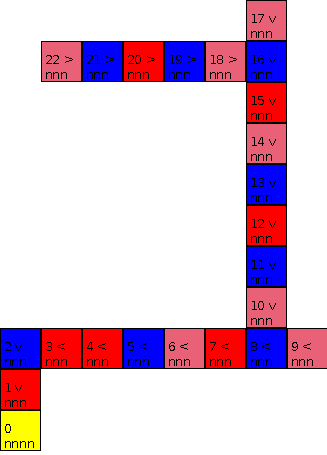 17 v
nnn
22 > 21 > 20 > 19 > 18 > 16 v
nnn nnn nnn nnn nnn nnn
15 v
nnn
14 v
nnn
13 v
nnn
12 v
nnn
11 v
nnn
10 v
nnn
2 v 3 < 4 < 5 < 6 < 7 < 8 < 9 <
nnn nnn nnn nnn nnn nnn nnn nnn
1 v
nnn
0
nnnn